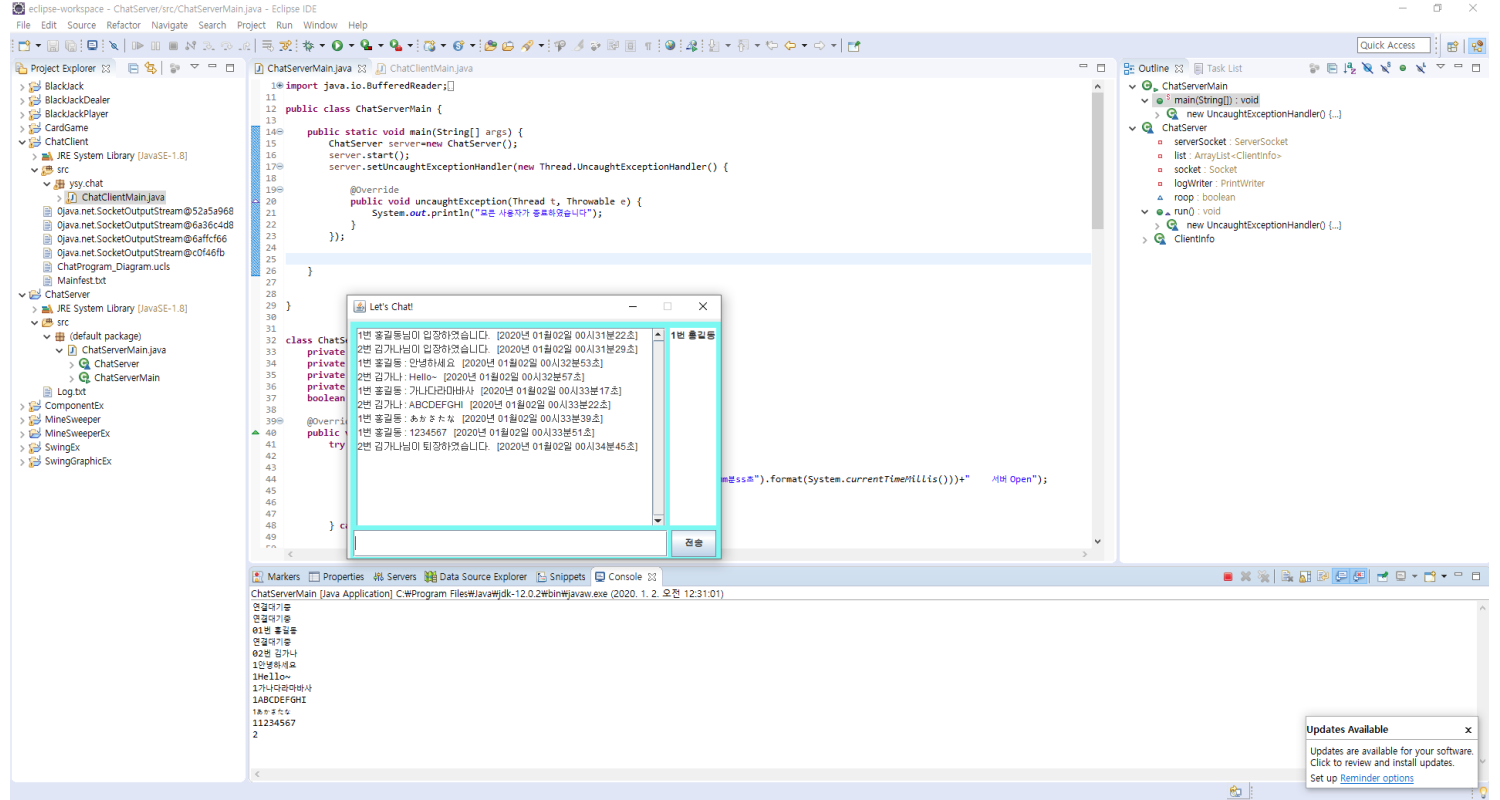 eclipse-workspace - ChatServer/src/ChatServerMain.java - Eclipse IDE
File Edit Source Refactor Navigate Search Project Run Window Help
Quick Access
Project Explorer
BlackJack
BlackJackDealer
BlackJackPlayer
CardGame
ChatClient
JRE System Library [JavaSE-1.8]
src
ysy.chat
ChatClientMain.java
0java.net.SocketOutputStream@52a5a968
0java.net.SocketOutputStream@6a36c4d8
0java.net.SocketOutputStream@6affcf66
0java.net.SocketOutputStream@c0f46fb
ChatProgram_Diagram.ucls
Mainfest.txt
ChatServer
JRE System Library [JavaSE-1.8]
src
(default package)
ChatServerMain.java
ChatServer
ChatServerMain
Log.txt
ComponentEx
MineSweeper
MineSweeperEx
SwingEx
SwingGraphicEx
ChatServerMain.java ChatClientMain.java
1 import java.io.BufferedReader;
11
12 public class ChatServerMain {
13
14 public static void main(String[] args) {
15 ChatServer server=new ChatServer();
16 server.start();
17 server.setUncaughtExceptionHandler(new Thread.UncaughtExceptionHandler() {
18
19 @Override
20 public void uncaughtException(Thread t, Throwable e) {
21 System.out.println("모든 사용자가 종료하였습니다");
22 }
23 });
24
25
26 }
27
28
29 }
30
31
32 class ChatS
33 private
34 private
35 private
36 private
37 boolean
38
39 @Overri
40 public
41 try
42
43
44 m분ss초").format(System.currentTimeMillis()))+" 서버 Open");
45
46
47
48 } ca
49
Let's Chat!
1번 홍길동님이 입장하였습니다. [2020년 01월02일 00시31분22초]
2번 김가나님이 입장하였습니다. [2020년 01월02일 00시31분29초]
1번 홍길동 : 안녕하세요 [2020년 01월02일 00시32분53초]
2번 김가나 : Hello~ [2020년 01월02일 00시32분57초]
1번 홍길동 : 가나다라마바사 [2020년 01월02일 00시33분17초]
2번 김가나 : ABCDEFGHI [2020년 01월02일 00시33분22초]
1번 홍길동 : あかさたな [2020년 01월02일 00시33분39초]
1번 홍길동 : 1234567 [2020년 01월02일 00시33분51초]
2번 김가나님이 퇴장하였습니다. [2020년 01월02일 00시34분45초]
1번 홍길동
전송
Outline Task List
ChatServerMain
main(String[]) : void
new UncaughtExceptionHandler() {...}
ChatServer
serverSocket : ServerSocket
list : ArrayList<ClientInfo>
socket : Socket
logWriter : PrintWriter
roop : boolean
run() : void
new UncaughtExceptionHandler() {...}
ClientInfo
Markers Properties Servers Data Source Explorer Snippets Console
ChatServerMain [Java Application] C:₩Program Files₩Java₩jdk-12.0.2₩bin₩javaw.exe (2020. 1. 2. 오전 12:31:01)
연결대기중
연결대기중
01번 홍길동
연결대기중
02번 김가나
1안녕하세요
1Hello~
1가나다라마바사
1ABCDEFGHI
1あかさたな
11234567
2
Updates Available x
Updates are available for your software.
Click to review and install updates.
Set up Reminder options